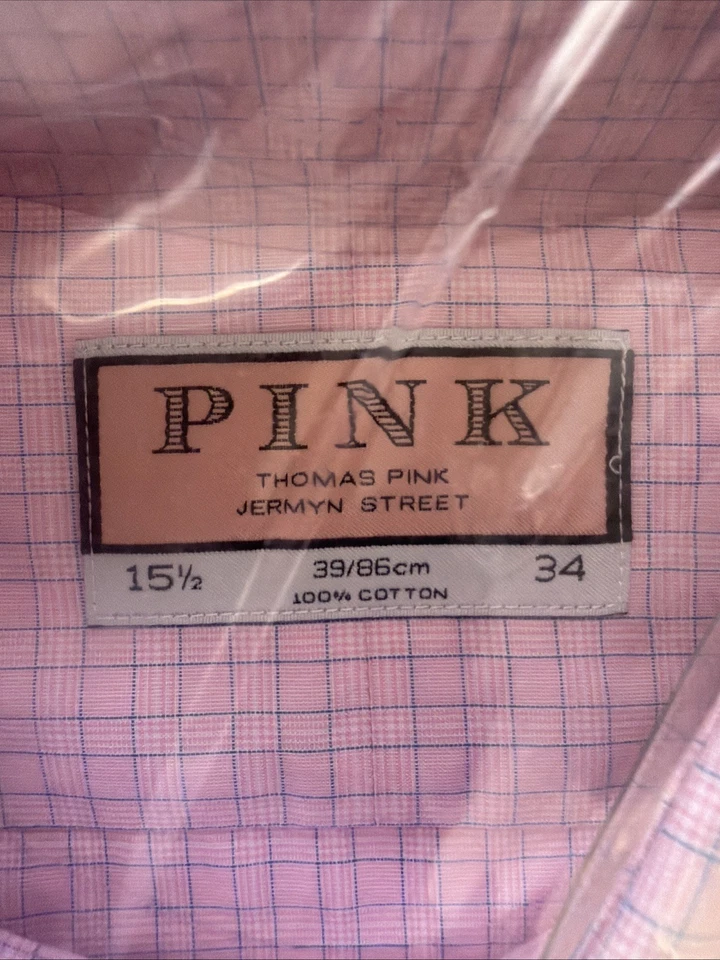 PINK
THOMAS PINK
JERMYN STREET
15½ 39/86cm 34
100% COTTON